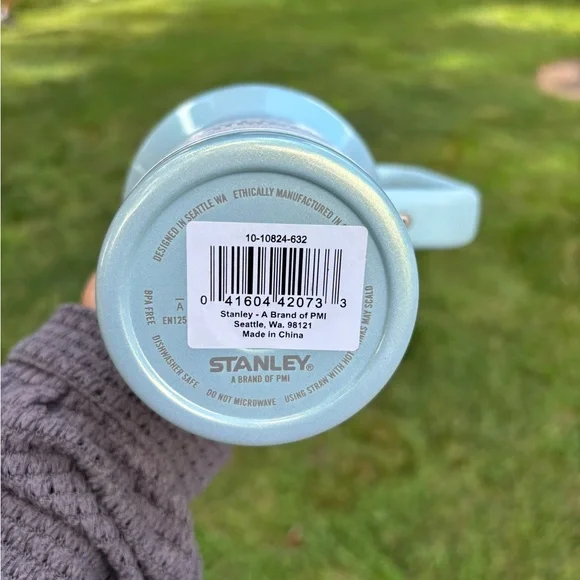 DESIGNED IN SEATTLE WA
ETHICALLY MANUFACTURED IN
10-10824-632
0 41604 42073 3
Stanley - A Brand of PMI
Seattle, Wa. 98121
Made in China
A
EN125
BPA FREE
DISHWASHER SAFE
DO NOT MICROWAVE
USING STRAW WITH HOT
MAY SCALD
STANLEY®
A BRAND OF PMI